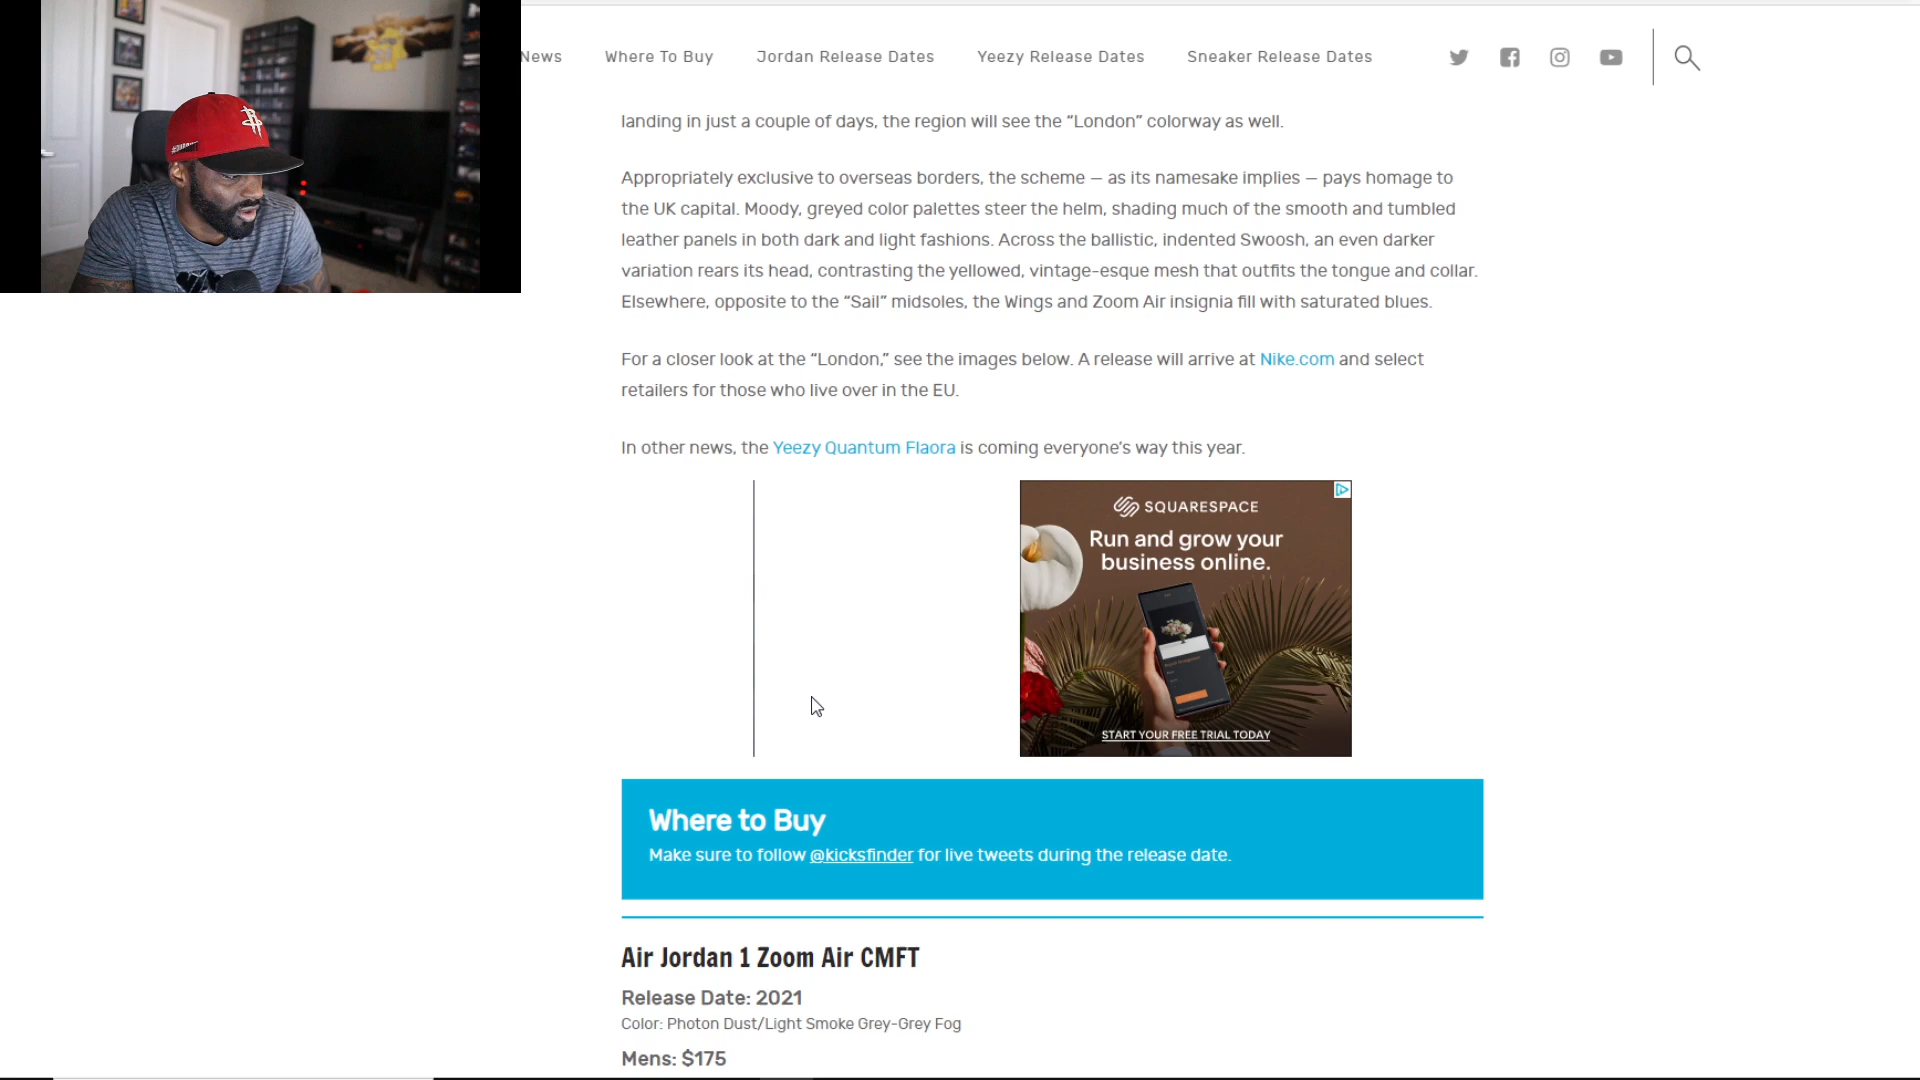 News
Where To Buy
Jordan Release Dates
Yeezy Release Dates
Sneaker Release Dates
landing in just a couple of days, the region will see the “London” colorway as well.
Appropriately exclusive to overseas borders, the scheme — as its namesake implies — pays homage to
the UK capital. Moody, greyed color palettes steer the helm, shading much of the smooth and tumbled
leather panels in both dark and light fashions. Across the ballistic, indented Swoosh, an even darker
variation rears its head, contrasting the yellowed, vintage-esque mesh that outfits the tongue and collar.
Elsewhere, opposite to the “Sail” midsoles, the Wings and Zoom Air insignia fill with saturated blues.
For a closer look at the “London,” see the images below. A release will arrive at Nike.com and select
retailers for those who live over in the EU.
In other news, the Yeezy Quantum Flaora is coming everyone’s way this year.
SQUARESPACE
Run and grow your
business online.
START YOUR FREE TRIAL TODAY
Where to Buy
Make sure to follow @kicksfinder for live tweets during the release date.
Air Jordan 1 Zoom Air CMFT
Release Date: 2021
Color: Photon Dust/Light Smoke Grey-Grey Fog
Mens: $175